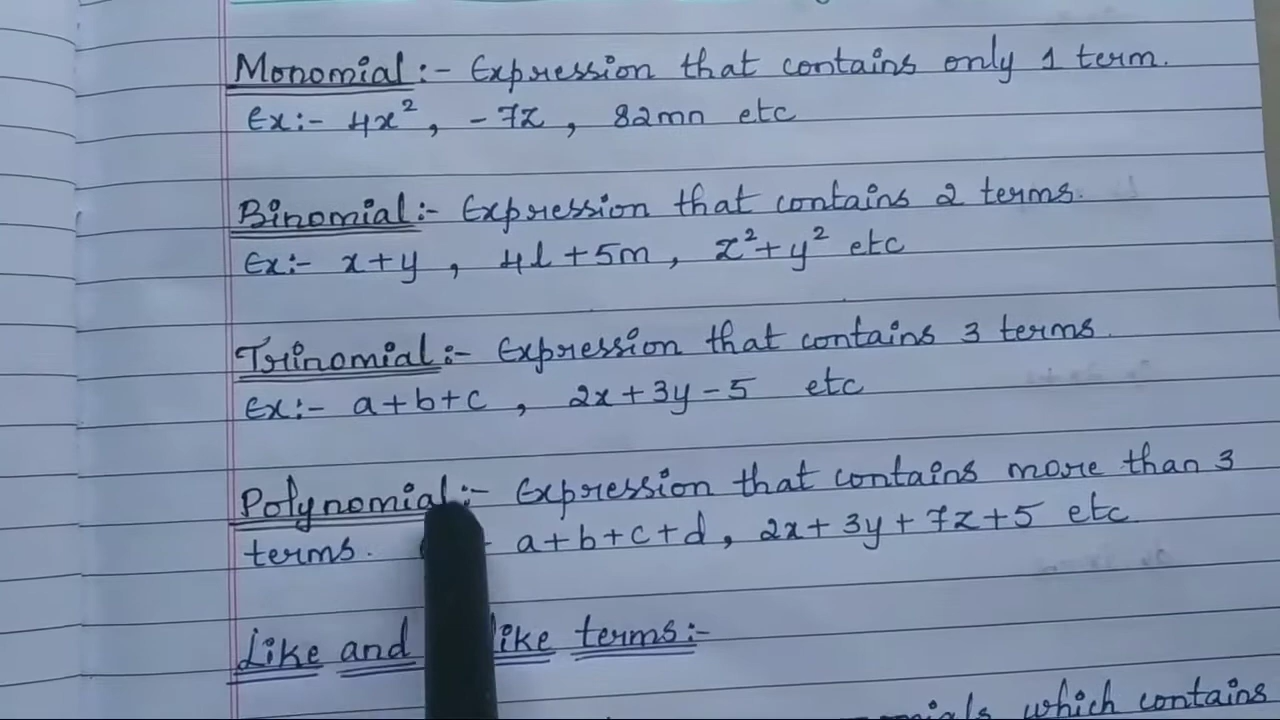 Monomial :- Expression that contains only 1 term.
Ex:- 4x², -7z, 82mn etc
Binomial:- Expression that contains 2 terms.
Ex:- x+y, 4l+5m, z²+y² etc
Trinomial:- Expression that contains 3 terms.
Ex:- a+b+c, 2x+3y-5 etc
Polynomial:- Expression that contains more than 3
terms. a+b+c+d, 2x+3y+7z+5 etc
Like and like terms:-
which contains